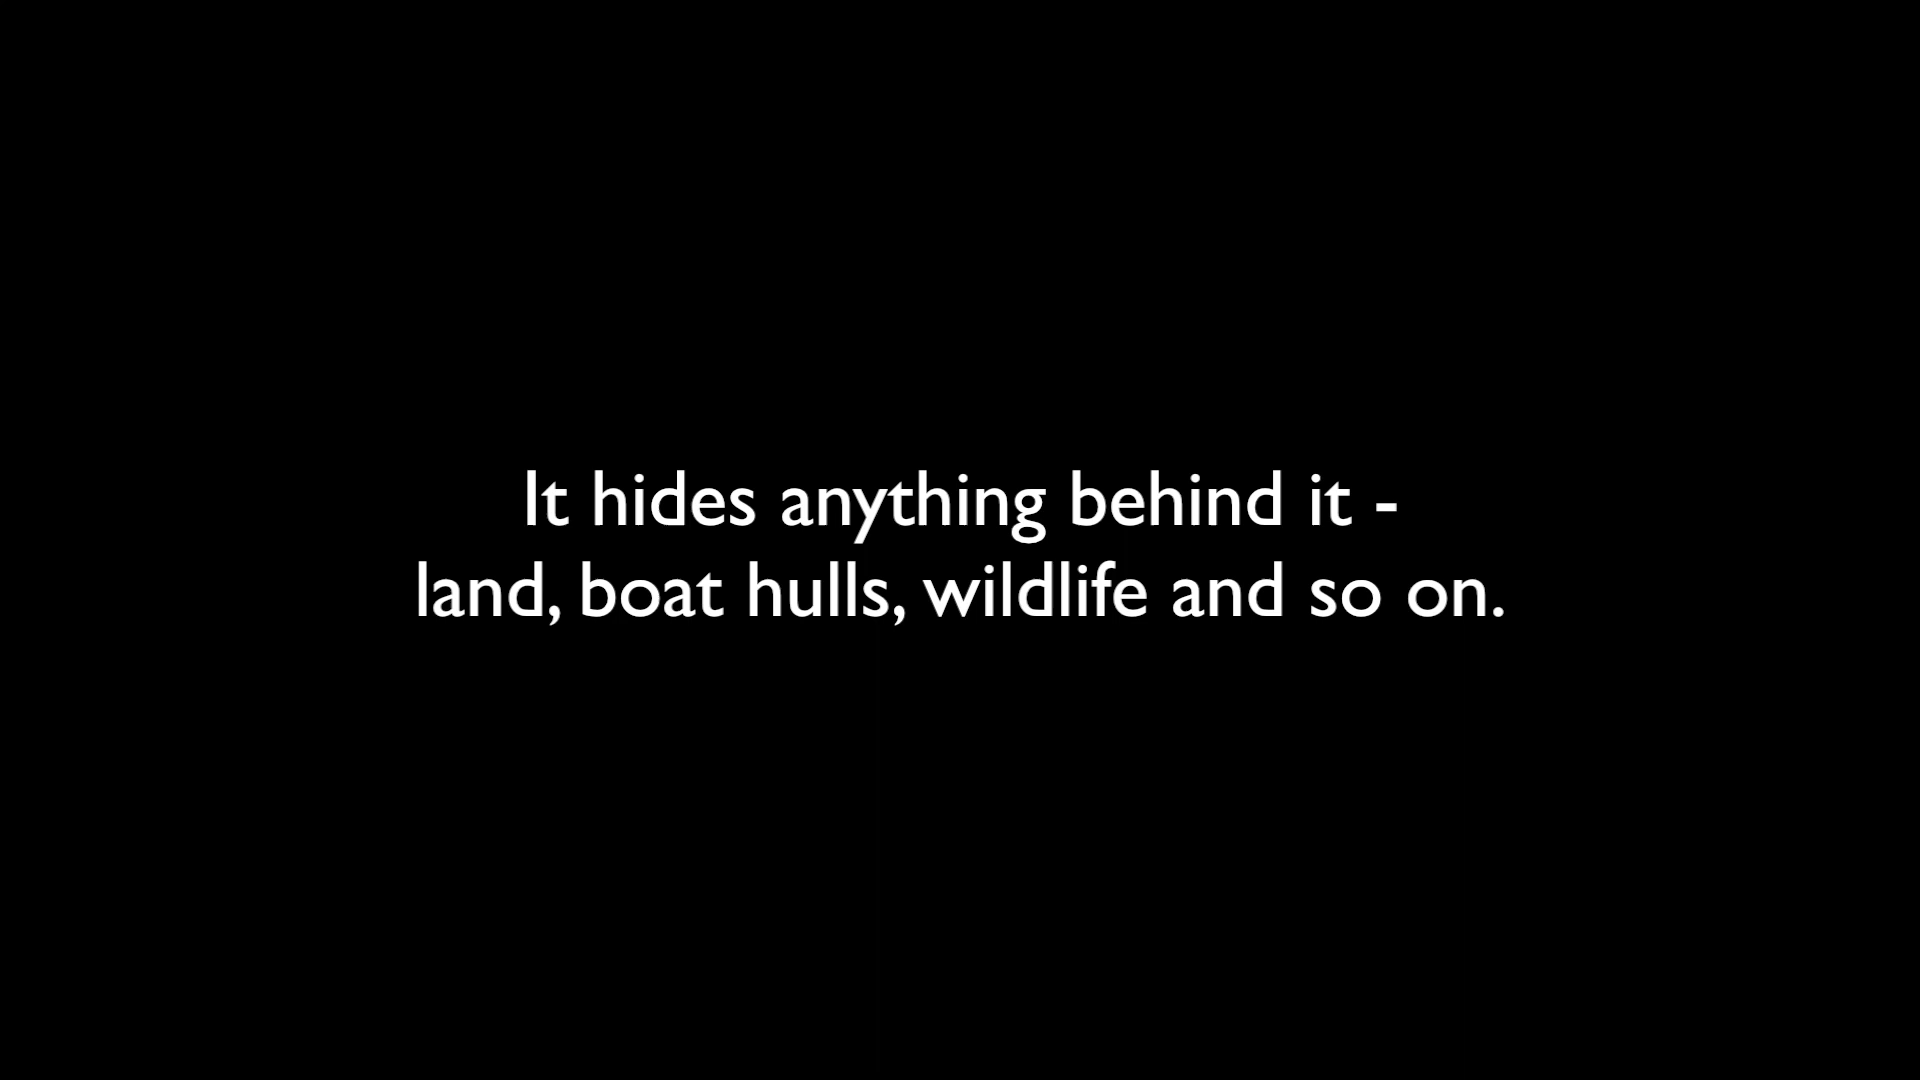 It hides anything behind it -
land, boat hulls, wildlife and so on.